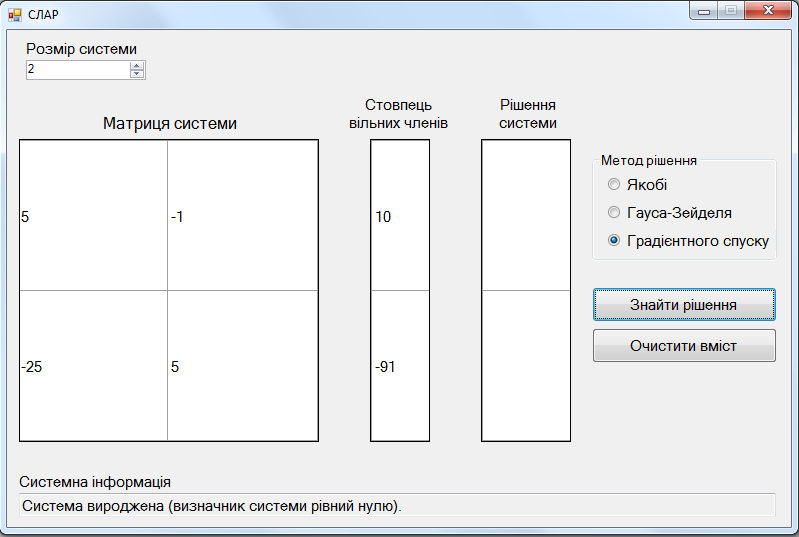 СЛАР
Розмір системи
2
Матриця системи
Стовпець
вільних членів
Рішення
системи
5
-1
10
-25
5
-91
Метод рішення
Якобі
Гауса-Зейделя
Градієнтного спуску
Знайти рішення
Очистити вміст
Системна інформація
Система вироджена (визначник системи рівний нулю).